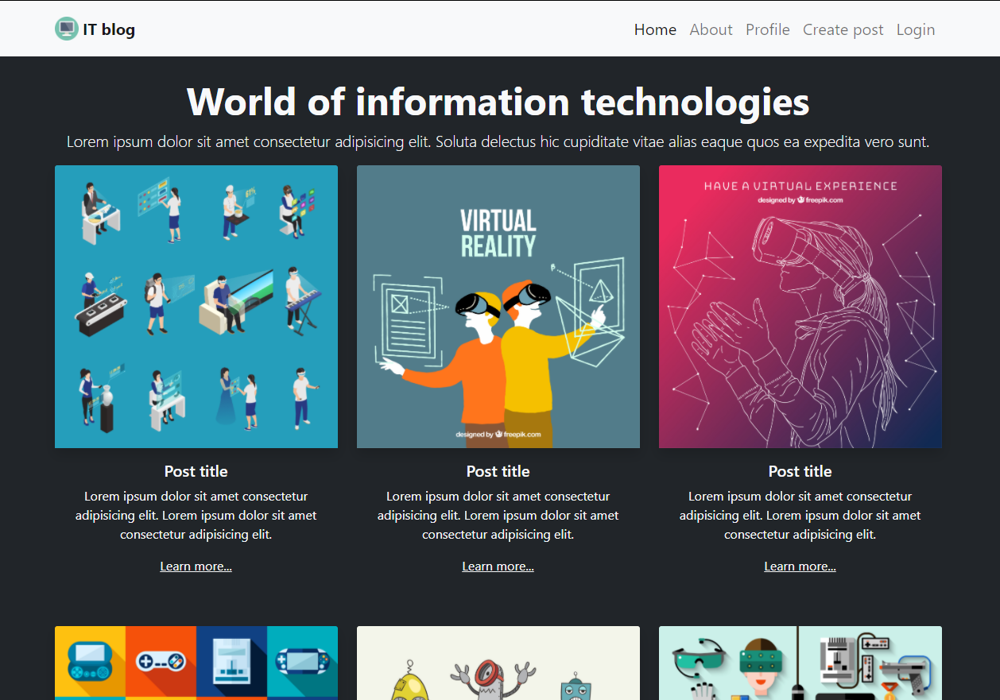 IT blog
Home About Profile Create post Login
World of information technologies
Lorem ipsum dolor sit amet consectetur adipisicing elit. Soluta delectus hic cupiditate vitae alias eaque quos ea expedita vero sunt.
61%
VIRTUAL
REALITY
designed by freepik.com
HAVE A VIRTUAL EXPERIENCE
designed by freepik.com
Post title
Lorem ipsum dolor sit amet consectetur
adipisicing elit. Lorem ipsum dolor sit amet
consectetur adipisicing elit.
Learn more...
Post title
Lorem ipsum dolor sit amet consectetur
adipisicing elit. Lorem ipsum dolor sit amet
consectetur adipisicing elit.
Learn more...
Post title
Lorem ipsum dolor sit amet consectetur
adipisicing elit. Lorem ipsum dolor sit amet
consectetur adipisicing elit.
Learn more...